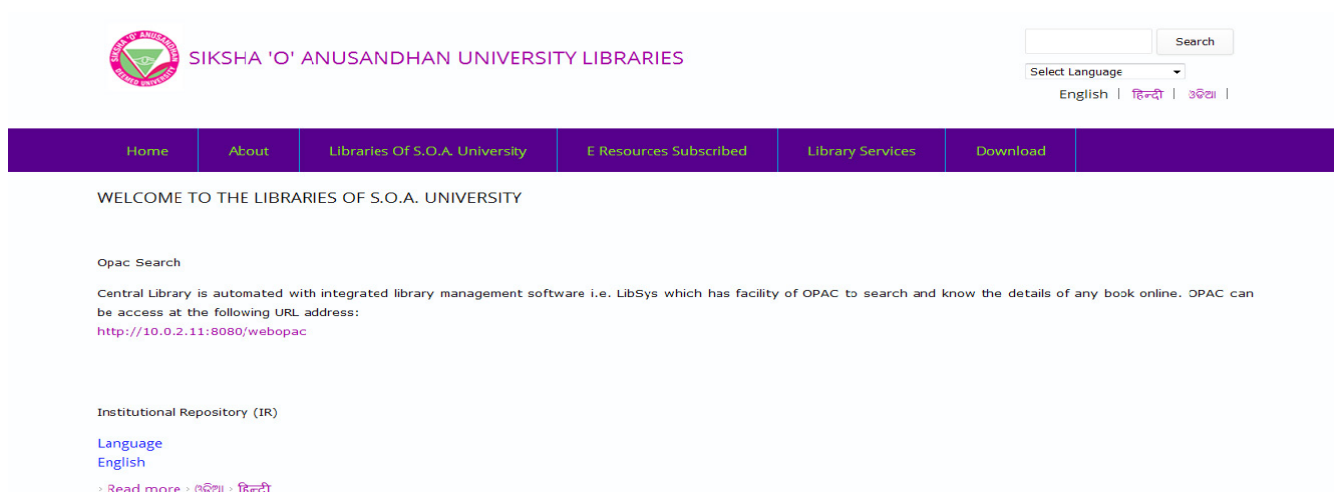 SIKSHA 'O' ANUSANDHAN
DEEMED UNIVERSITY
SIKSHA 'O' ANUSANDHAN UNIVERSITY LIBRARIES
Search
Select Language
English | हिन्दी | ଓଡିଆ |
Home About Libraries Of S.O.A. University E Resources Subscribed Library Services Download
WELCOME TO THE LIBRARIES OF S.O.A. UNIVERSITY
Opac Search
Central Library is automated with integrated library management software i.e. LibSys which has facility of OPAC to search and know the details of any book online. OPAC can
be access at the following URL address:
http://10.0.2.11:8080/webopac
Institutional Repository (IR)
Language
English
› Read more › ଓଡିଆ › हिन्दी